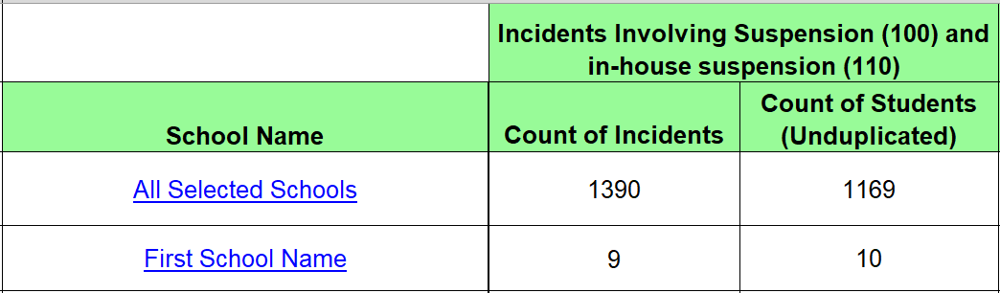 Incidents Involving Suspension (100) and
in-house suspension (110)
School Name
Count of Incidents
Count of Students
(Unduplicated)
All Selected Schools 1390 1169
First School Name 9 10